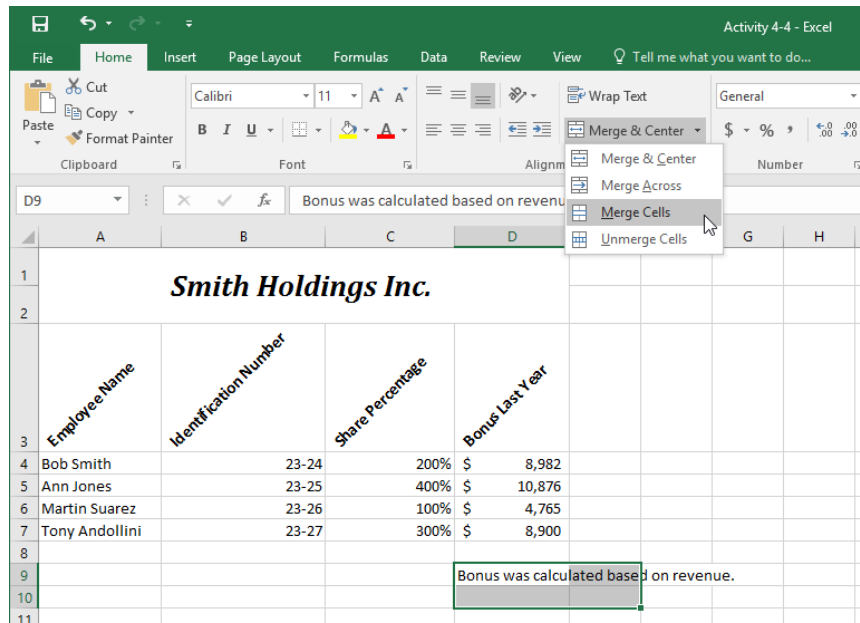 Activity 4-4 - Excel
File Home Insert Page Layout Formulas Data Review View Tell me what you want to do...
Cut
Copy
Format Painter
Paste
Clipboard
Calibri 11 A A
B I U A
Font
Wrap Text
Merge & Center
Alignm
General
$ % , .0 .00 .00 .0
Number
Merge & Center
Merge Across
Merge Cells
Unmerge Cells
D9 fx Bonus was calculated based on revenu
A B C D G H
1
Smith Holdings Inc.
2
3 Employee Name Identification Number Share Percentage Bonus Last Year
4 Bob Smith 23-24 200% $ 8,982
5 Ann Jones 23-25 400% $ 10,876
6 Martin Suarez 23-26 100% $ 4,765
7 Tony Andollini 23-27 300% $ 8,900
8
9 Bonus was calculated based on revenue.
10
11